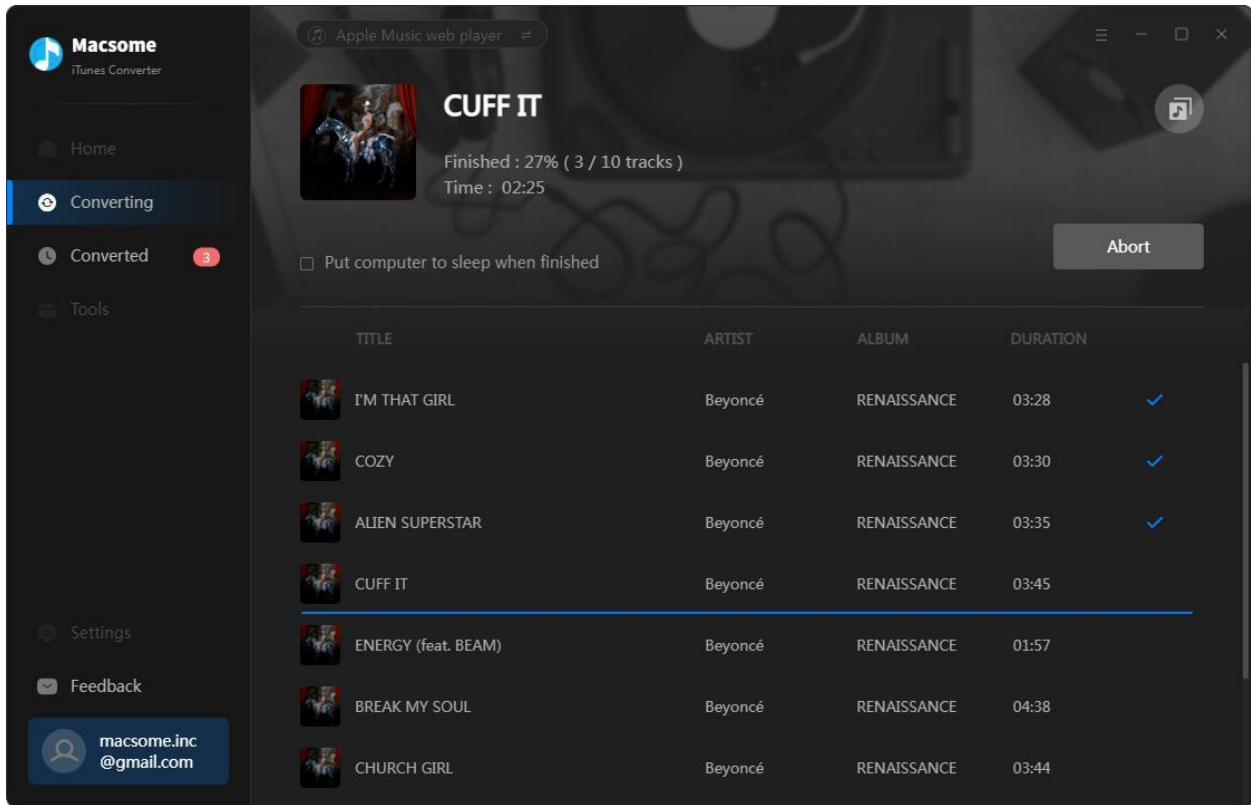 Macsome
iTunes Converter
Apple Music web player
Home
Converting
Converted 3
Tools
CUFF IT
Finished : 27% ( 3 / 10 tracks )
Time : 02:25
Put computer to sleep when finished
Abort
TITLE ARTIST ALBUM DURATION
I'M THAT GIRL Beyoncé RENAISSANCE 03:28
COZY Beyoncé RENAISSANCE 03:30
ALIEN SUPERSTAR Beyoncé RENAISSANCE 03:35
CUFF IT Beyoncé RENAISSANCE 03:45
ENERGY (feat. BEAM) Beyoncé RENAISSANCE 01:57
BREAK MY SOUL Beyoncé RENAISSANCE 04:38
CHURCH GIRL Beyoncé RENAISSANCE 03:44
Settings
Feedback
macsome.inc
@gmail.com